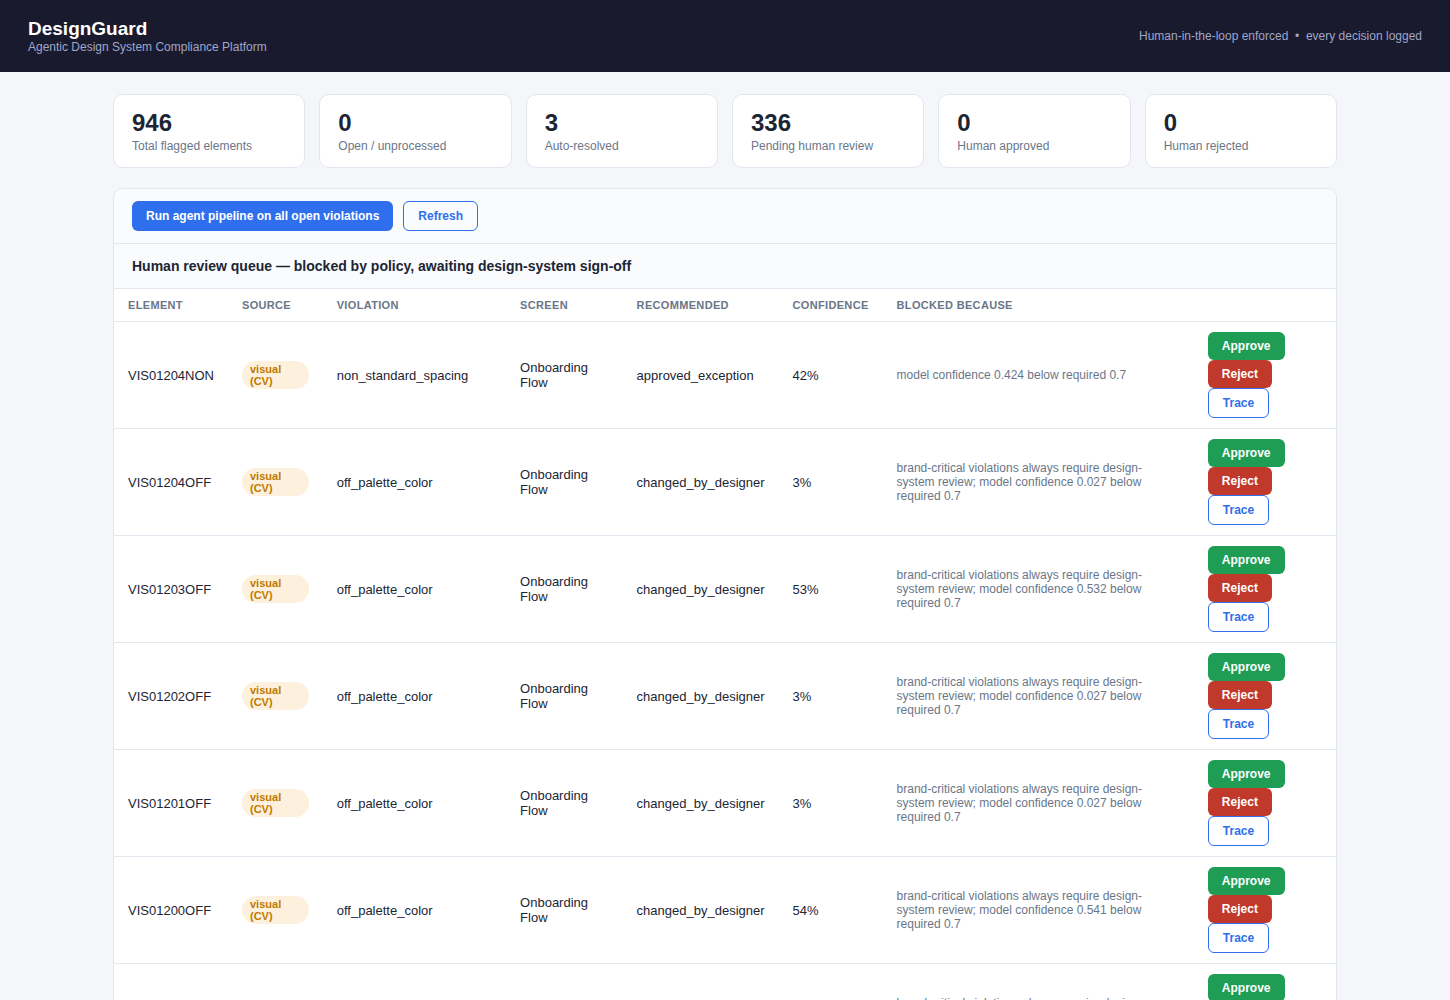 DesignGuard
Agentic Design System Compliance Platform
Human-in-the-loop enforced • every decision logged
946
Total flagged elements
0
Open / unprocessed
3
Auto-resolved
336
Pending human review
0
Human approved
0
Human rejected
Run agent pipeline on all open violations
Refresh
Human review queue — blocked by policy, awaiting design-system sign-off
ELEMENT SOURCE VIOLATION SCREEN RECOMMENDED CONFIDENCE BLOCKED BECAUSE
VIS01204NON
visual
(CV)
non_standard_spacing
Onboarding
Flow
approved_exception
42%
model confidence 0.424 below required 0.7
Approve
Reject
Trace
VIS01204OFF
visual
(CV)
off_palette_color
Onboarding
Flow
changed_by_designer
3%
brand-critical violations always require design-
system review; model confidence 0.027 below
required 0.7
Approve
Reject
Trace
VIS01203OFF
visual
(CV)
off_palette_color
Onboarding
Flow
changed_by_designer
53%
brand-critical violations always require design-
system review; model confidence 0.532 below
required 0.7
Approve
Reject
Trace
VIS01202OFF
visual
(CV)
off_palette_color
Onboarding
Flow
changed_by_designer
3%
brand-critical violations always require design-
system review; model confidence 0.027 below
required 0.7
Approve
Reject
Trace
VIS01201OFF
visual
(CV)
off_palette_color
Onboarding
Flow
changed_by_designer
3%
brand-critical violations always require design-
system review; model confidence 0.027 below
required 0.7
Approve
Reject
Trace
VIS01200OFF
visual
(CV)
off_palette_color
Onboarding
Flow
changed_by_designer
54%
brand-critical violations always require design-
system review; model confidence 0.541 below
required 0.7
Approve
Reject
Trace
Approve